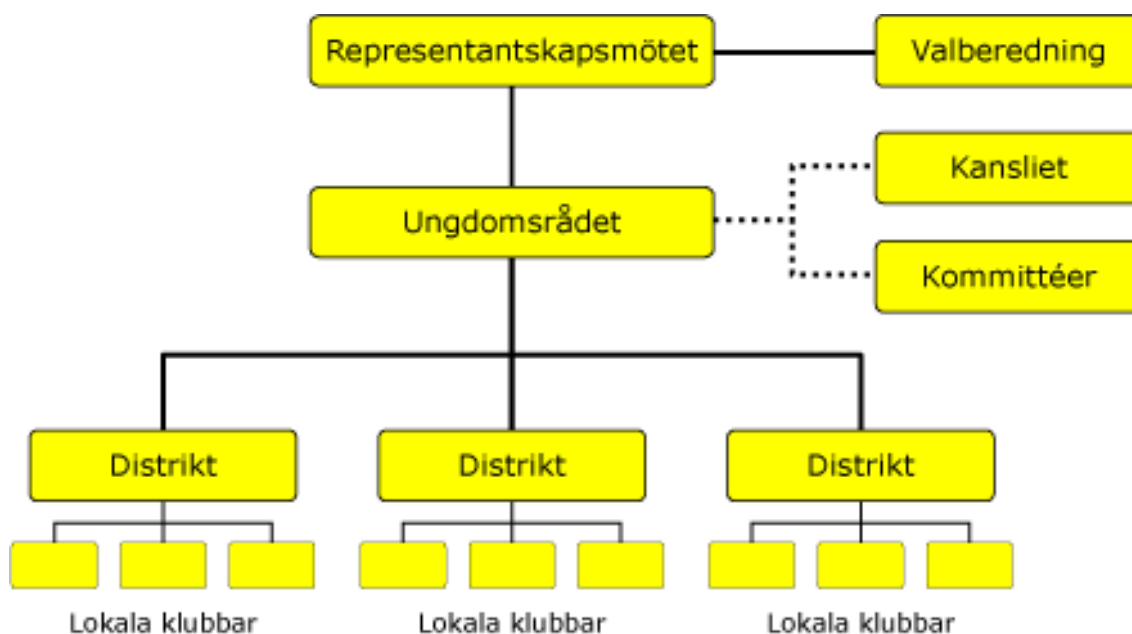 Representantskapsmötet
Valberedning
Kansliet
Ungdomsrådet
Kommittéer
Distrikt
Distrikt
Distrikt
Lokala klubbar
Lokala klubbar
Lokala klubbar